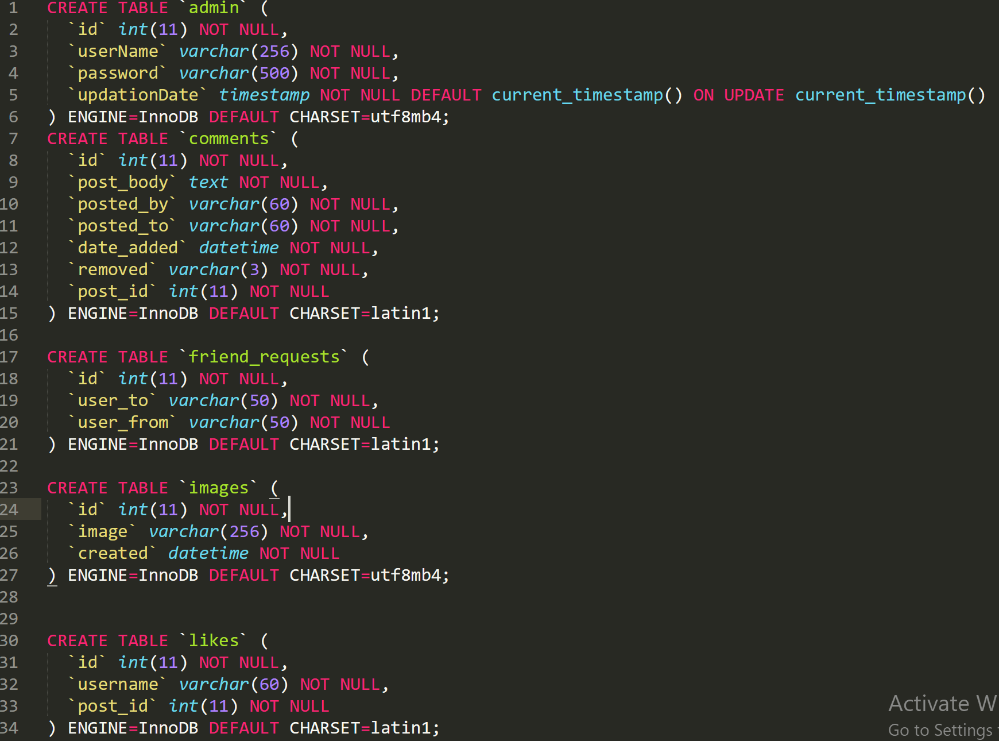 1 CREATE TABLE `admin` (
2 `id` int(11) NOT NULL,
3 `userName` varchar(256) NOT NULL,
4 `password` varchar(500) NOT NULL,
5 `updationDate` timestamp NOT NULL DEFAULT current_timestamp() ON UPDATE current_timestamp()
6 ) ENGINE=InnoDB DEFAULT CHARSET=utf8mb4;
7 CREATE TABLE `comments` (
8 `id` int(11) NOT NULL,
9 `post_body` text NOT NULL,
10 `posted_by` varchar(60) NOT NULL,
11 `posted_to` varchar(60) NOT NULL,
12 `date_added` datetime NOT NULL,
13 `removed` varchar(3) NOT NULL,
14 `post_id` int(11) NOT NULL
15 ) ENGINE=InnoDB DEFAULT CHARSET=latin1;
16
17 CREATE TABLE `friend_requests` (
18 `id` int(11) NOT NULL,
19 `user_to` varchar(50) NOT NULL,
20 `user_from` varchar(50) NOT NULL
21 ) ENGINE=InnoDB DEFAULT CHARSET=latin1;
22
23 CREATE TABLE `images` (
24 `id` int(11) NOT NULL,
25 `image` varchar(256) NOT NULL,
26 `created` datetime NOT NULL
27 ) ENGINE=InnoDB DEFAULT CHARSET=utf8mb4;
28
29
30 CREATE TABLE `likes` (
31 `id` int(11) NOT NULL,
32 `username` varchar(60) NOT NULL,
33 `post_id` int(11) NOT NULL
34 ) ENGINE=InnoDB DEFAULT CHARSET=latin1;
Activate W
Go to Settings